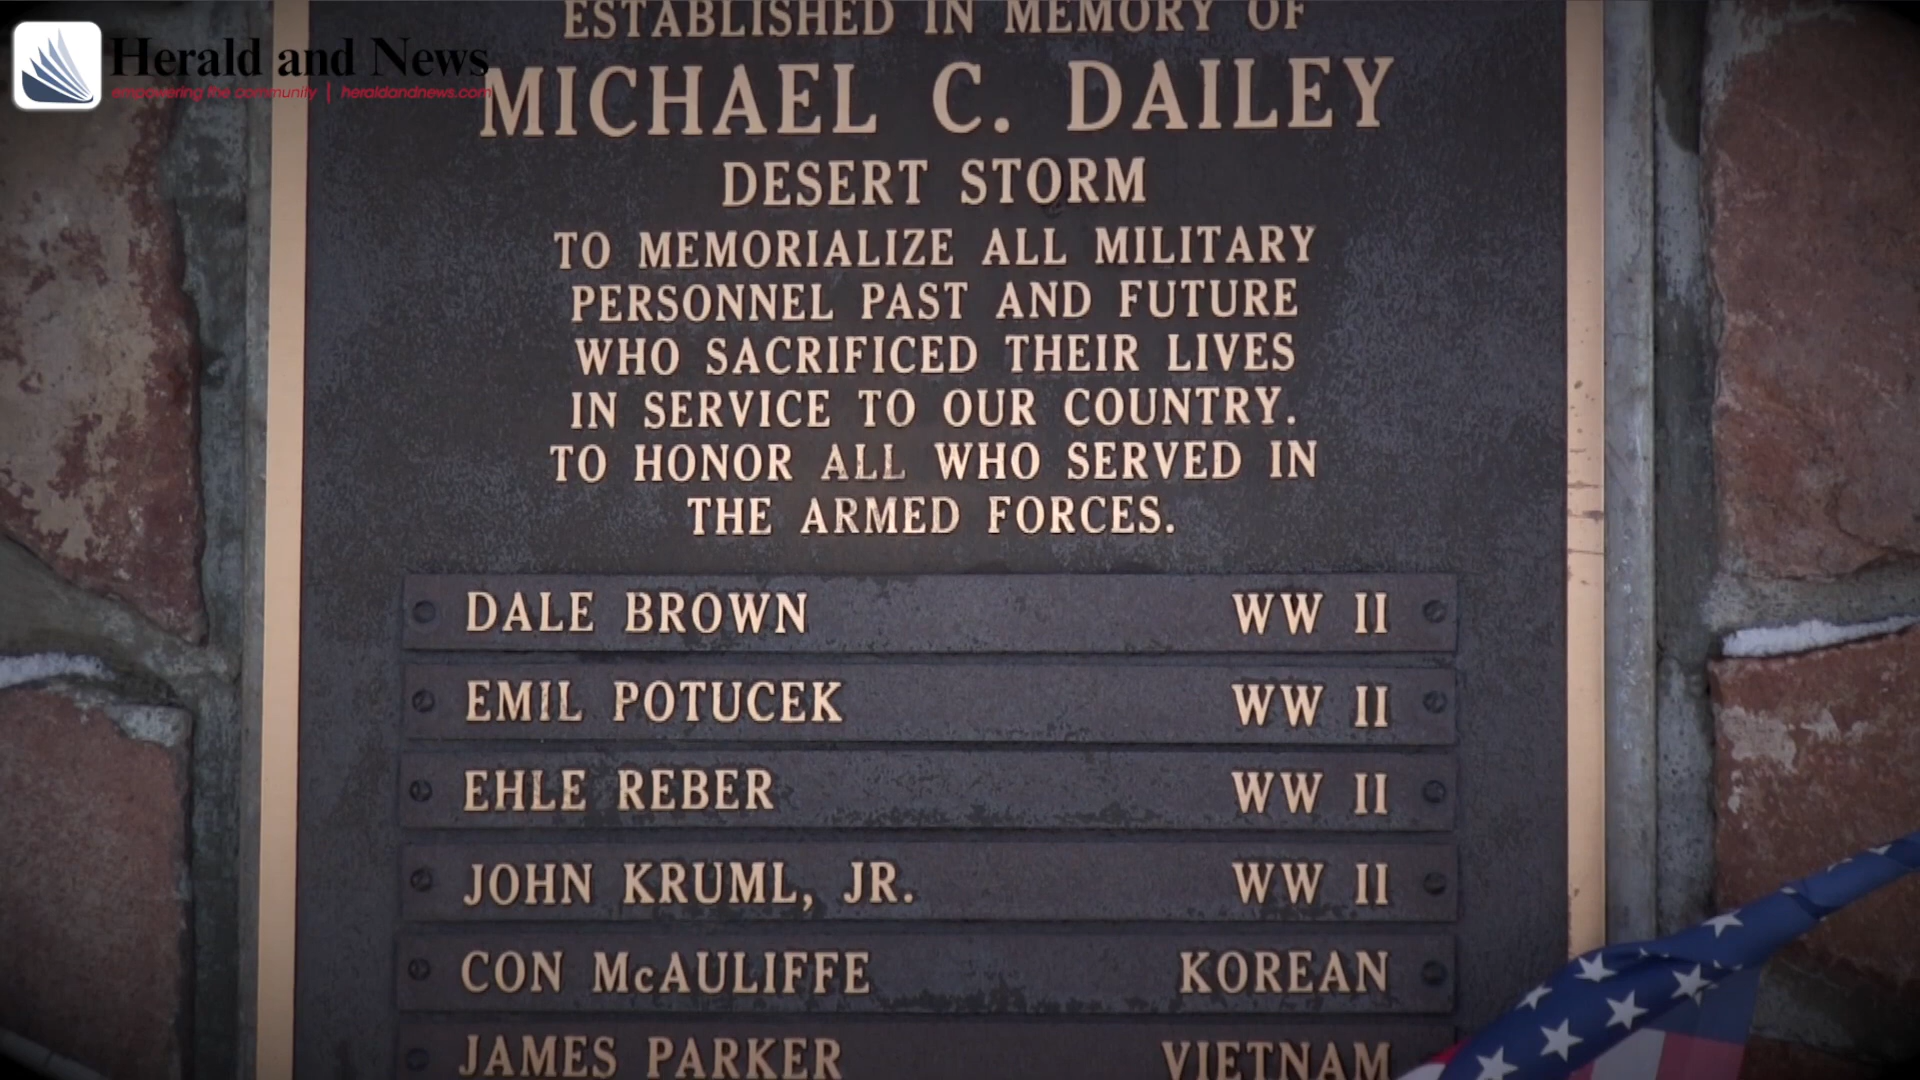 Herald and News
empowering the community | heraldandnews.com
ESTABLISHED IN MEMORY OF
MICHAEL C. DAILEY
DESERT STORM
TO MEMORIALIZE ALL MILITARY
PERSONNEL PAST AND FUTURE
WHO SACRIFICED THEIR LIVES
IN SERVICE TO OUR COUNTRY.
TO HONOR ALL WHO SERVED IN
THE ARMED FORCES.
DALE BROWN WW II
EMIL POTUCEK WW II
EHLE REBER WW II
JOHN KRUML, JR. WW II
CON McAULIFFE KOREAN
JAMES PARKER VIETNAM